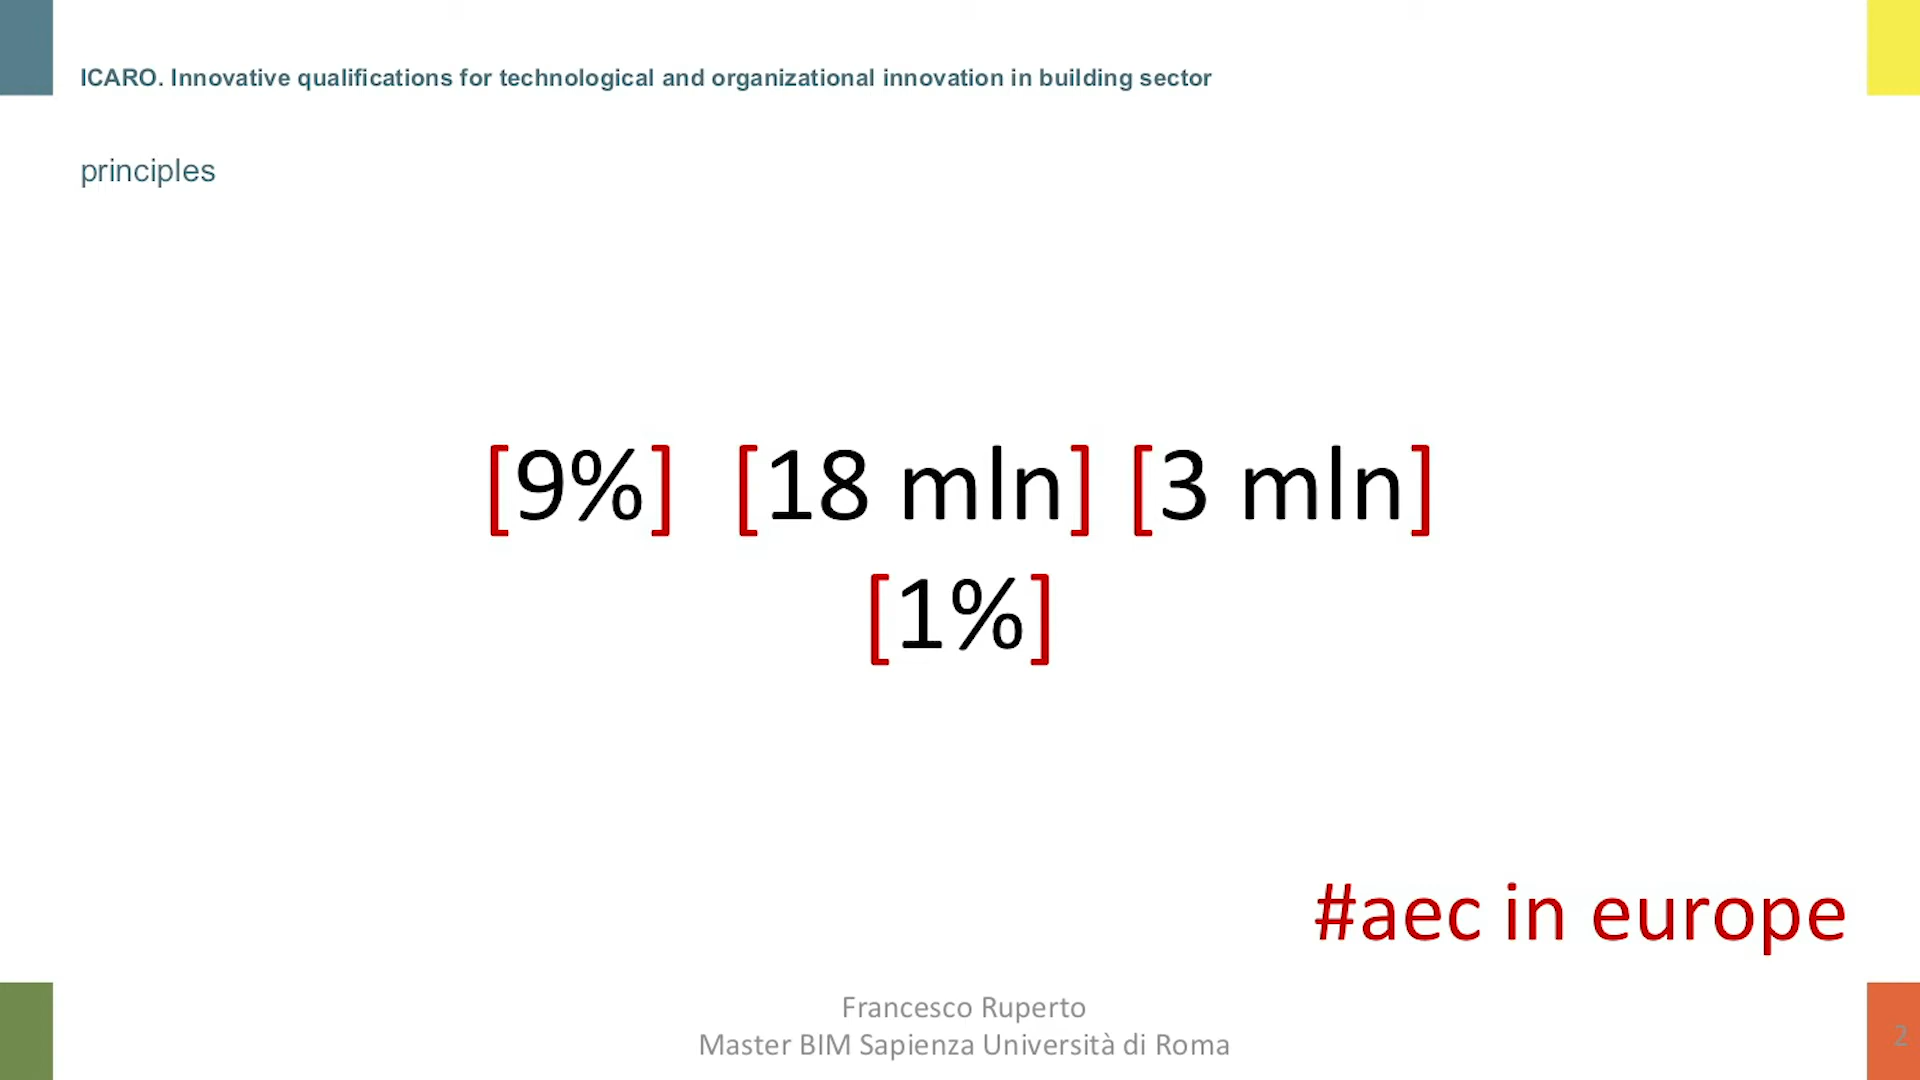 ICARO. Innovative qualifications for technological and organizational innovation in building sector
principles
[9%] [18 mln] [3 mln]
[1%]
#aec in europe
Francesco Ruperto
Master BIM Sapienza Università di Roma
2